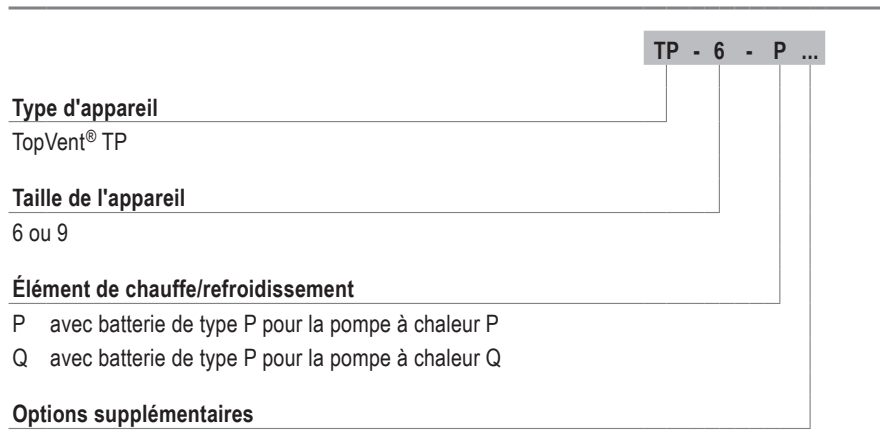 TP - 6 - P ...
Type d'appareil
TopVent® TP
Taille de l'appareil
6 ou 9
Élément de chauffe/refroidissement
P avec batterie de type P pour la pompe à chaleur P
Q avec batterie de type P pour la pompe à chaleur Q
Options supplémentaires